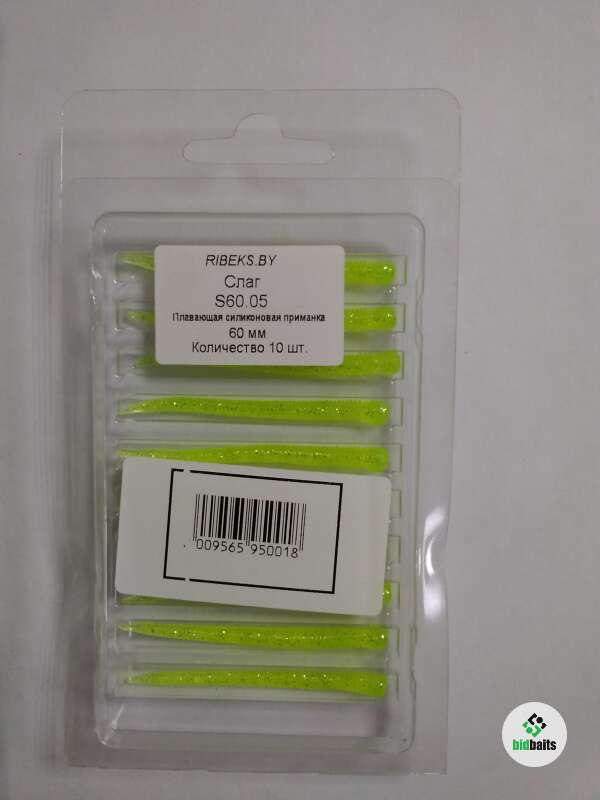 RIBEKS.BY
Слаг
S60.05
Плавающая силиконовая приманка
60 мм
Количество 10 шт.
009565 950018
bidbaits